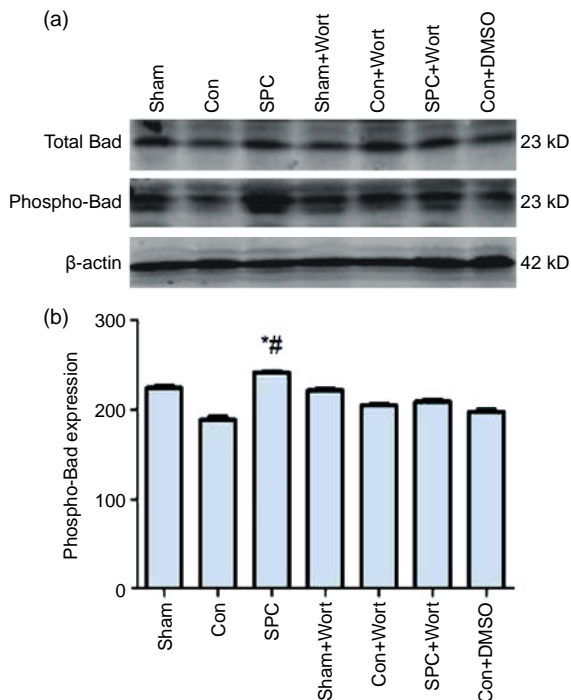 (a)
Sham
Con
SPC
Sham+Wort
Con+Wort
SPC+Wort
Con+DMSO
Total Bad
23 kD
Phospho-Bad
23 kD
β-actin
42 kD
(b)
300
200
100
0
Phospho-Bad expression
*#
Sham
Con
SPC
Sham+Wort
Con+Wort
SPC+Wort
Con+DMSO